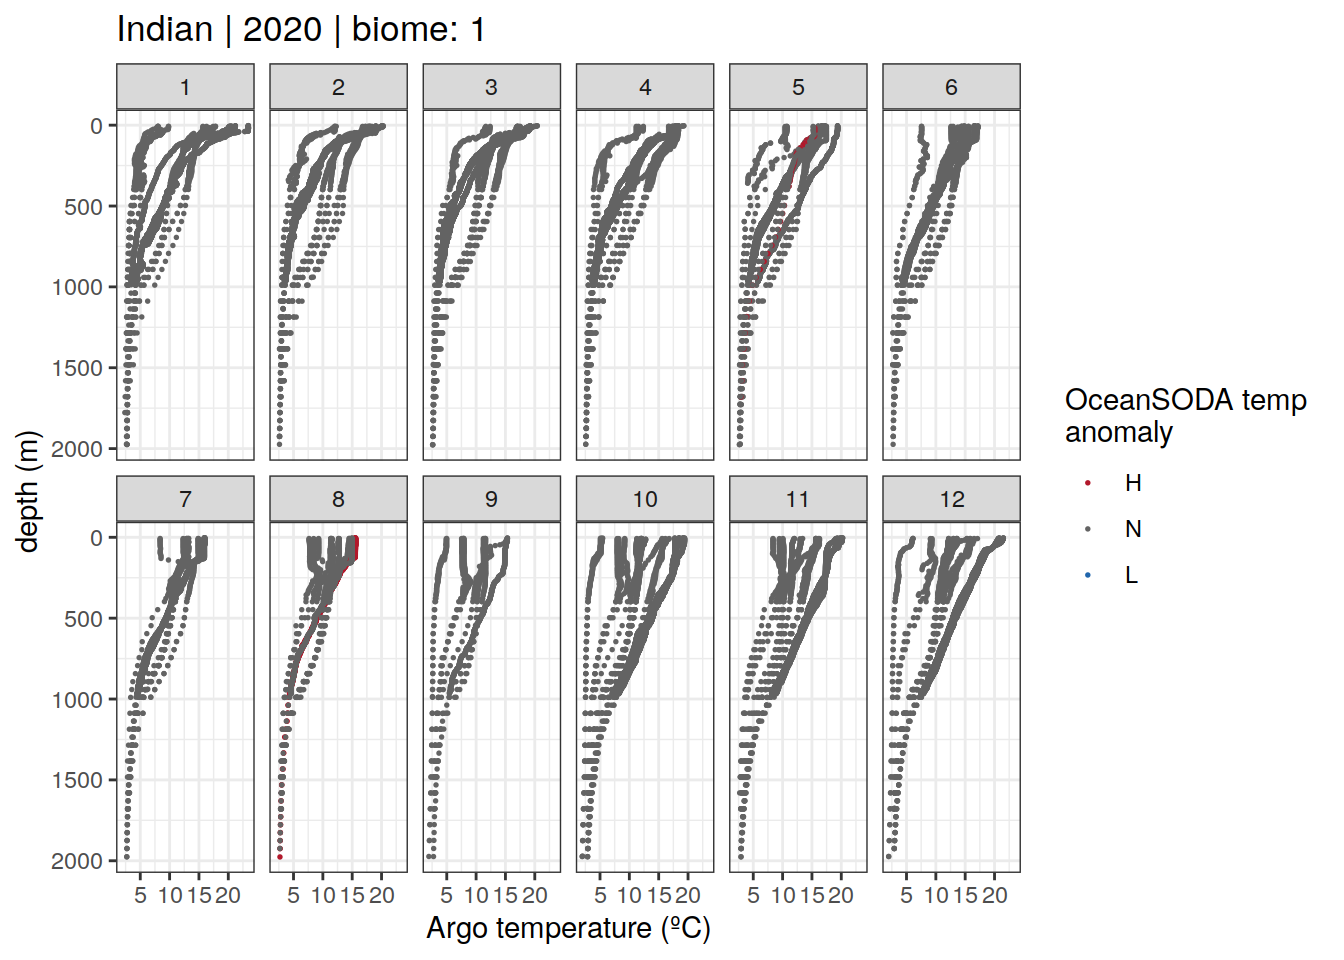 Indian | 2020 | biome: 1
1 2 3 4 5 6
0
500
1000
1500
2000
7 8 9 10 11 12
0
500
1000
1500
2000
5 10 15 20 5 10 15 20 5 10 15 20 5 10 15 20 5 10 15 20 5 10 15 20
Argo temperature (ºC)
depth (m)
OceanSODA temp
anomaly
H
N
L